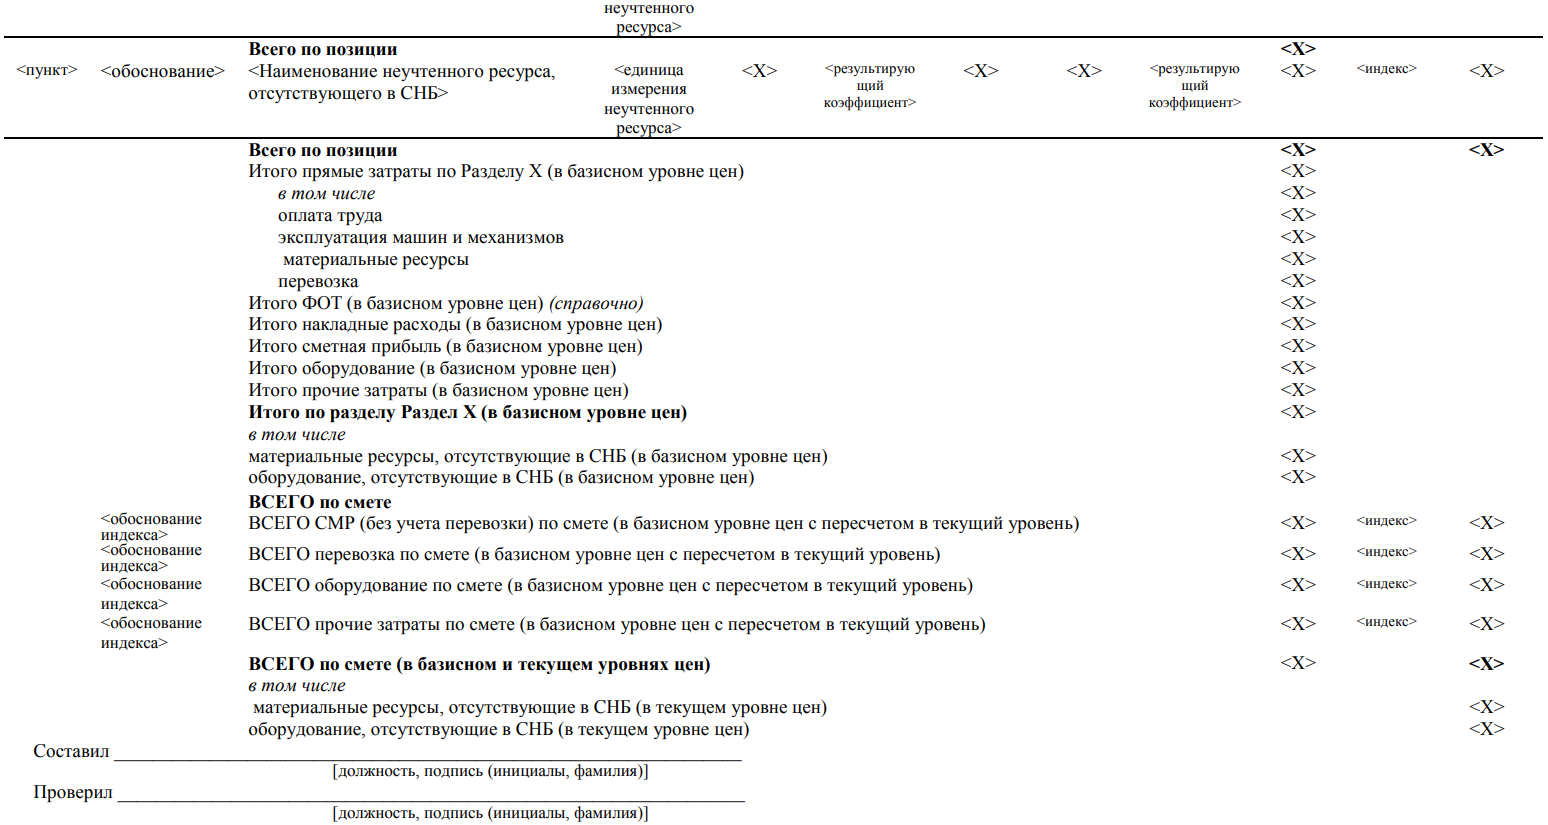 неучтенного
ресурса>
Всего по позиции <X>
<пункт> <обоснование> <Наименование неучтенного ресурса, отсутствующего в СНБ> <единица измерения неучтенного ресурса> <X> <результирую щий коэффициент> <X> <X> <результирую щий коэффициент> <X> <индекс> <X>
Всего по позиции <X> <X>
Итого прямые затраты по Разделу X (в базисном уровне цен) <X>
в том числе <X>
оплата труда <X>
эксплуатация машин и механизмов <X>
материальные ресурсы <X>
перевозка <X>
Итого ФОТ (в базисном уровне цен) (справочно) <X>
Итого накладные расходы (в базисном уровне цен) <X>
Итого сметная прибыль (в базисном уровне цен) <X>
Итого оборудование (в базисном уровне цен) <X>
Итого прочие затраты (в базисном уровне цен) <X>
Итого по разделу Раздел X (в базисном уровне цен) <X>
в том числе
материальные ресурсы, отсутствующие в СНБ (в базисном уровне цен) <X>
оборудование, отсутствующие в СНБ (в базисном уровне цен) <X>
ВСЕГО по смете
<обоснование индекса> ВСЕГО СМР (без учета перевозки) по смете (в базисном уровне цен с пересчетом в текущий уровень) <X> <индекс> <X>
<обоснование индекса> ВСЕГО перевозка по смете (в базисном уровне цен с пересчетом в текущий уровень) <X> <индекс> <X>
<обоснование индекса> ВСЕГО оборудование по смете (в базисном уровне цен с пересчетом в текущий уровень) <X> <индекс> <X>
<обоснование индекса> ВСЕГО прочие затраты по смете (в базисном уровне цен с пересчетом в текущий уровень) <X> <индекс> <X>
ВСЕГО по смете (в базисном и текущем уровнях цен) <X> <X>
в том числе
материальные ресурсы, отсутствующие в СНБ (в текущем уровне цен) <X>
оборудование, отсутствующие в СНБ (в текущем уровне цен) <X>
Составил
[должность, подпись (инициалы, фамилия)]
Проверил
[должность, подпись (инициалы, фамилия)]